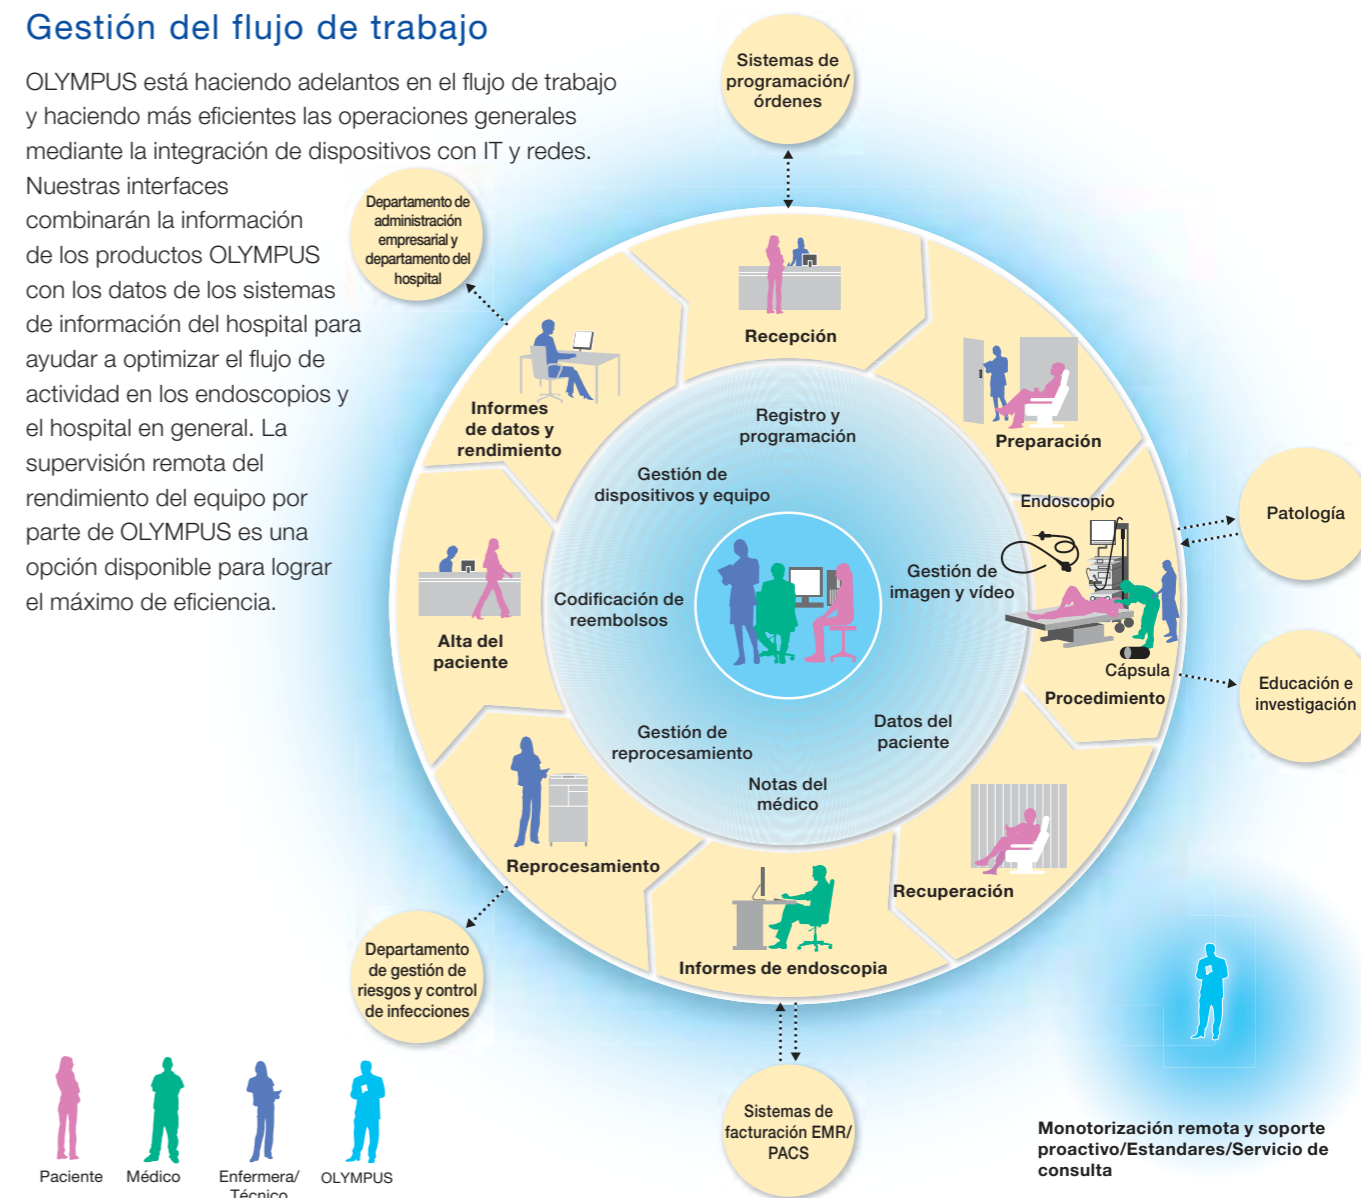 Gestión del flujo de trabajo
OLYMPUS está haciendo adelantos en el flujo de trabajo
y haciendo más eficientes las operaciones generales
mediante la integración de dispositivos con IT y redes.
Nuestras interfaces
combinarán la información
de los productos OLYMPUS
con los datos de los sistemas
de información del hospital para
ayudar a optimizar el flujo de
actividad en los endoscopios y
el hospital en general. La
supervisión remota del
rendimiento del equipo por
parte de OLYMPUS es una
opción disponible para lograr
el máximo de eficiencia.
Sistemas de
programación/
órdenes
Departamento de
administración
empresarial y
departamento del
hospital
Recepción
Preparación
Endoscopio
Cápsula
Procedimiento
Patología
Educación e
investigación
Recuperación
Informes de endoscopia
Reprocesamiento
Alta del
paciente
Informes
de datos y
rendimiento
Registro y
programación
Gestión de
dispositivos y equipo
Gestión de
imagen y vídeo
Codificación de
reembolsos
Datos del
paciente
Gestión de
reprocesamiento
Notas del
médico
Departamento
de gestión de
riesgos y control
de infecciones
Sistemas de
facturación EMR/
PACS
Monotorización remota y soporte
proactivo/Estandares/Servicio de
consulta
Paciente
Médico
Enfermera/
Técnico
OLYMPUS